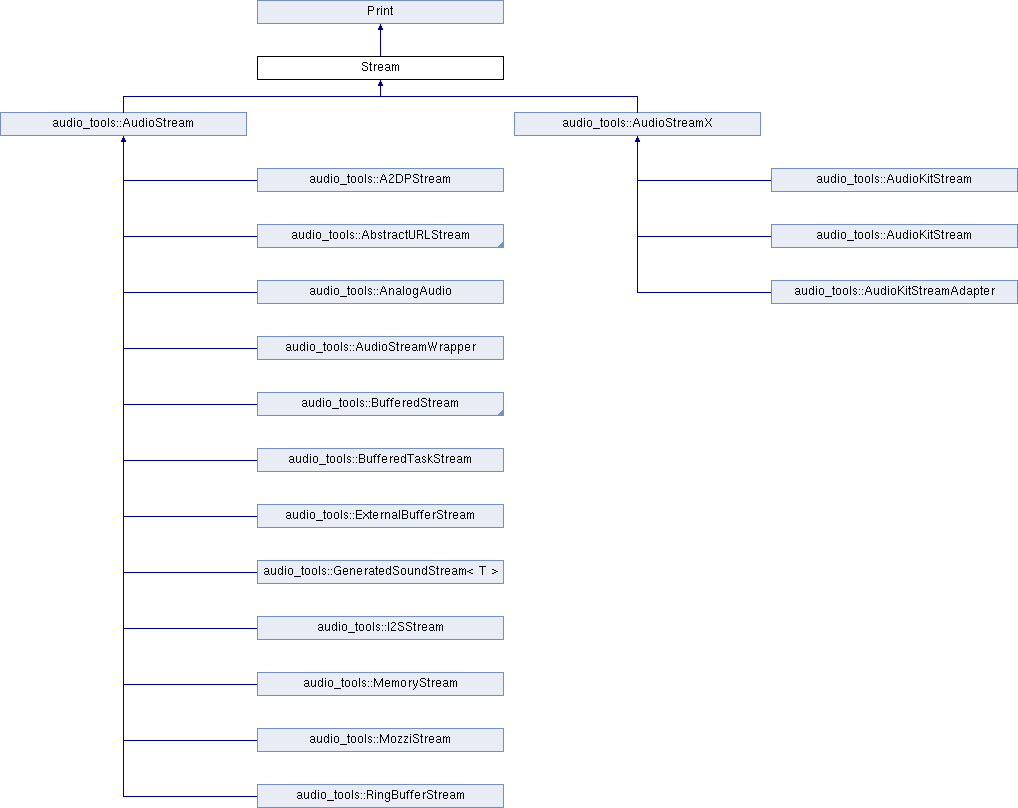 Print
Stream
audio_tools::AudioStream
audio_tools::AudioStreamX
audio_tools::A2DPStream
audio_tools::AudioKitStream
audio_tools::AbstractURLStream
audio_tools::AudioKitStream
audio_tools::AnalogAudio
audio_tools::AudioKitStreamAdapter
audio_tools::AudioStreamWrapper
audio_tools::BufferedStream
audio_tools::BufferedTaskStream
audio_tools::ExternalBufferStream
audio_tools::GeneratedSoundStream< T >
audio_tools::I2SStream
audio_tools::MemoryStream
audio_tools::MozziStream
audio_tools::RingBufferStream